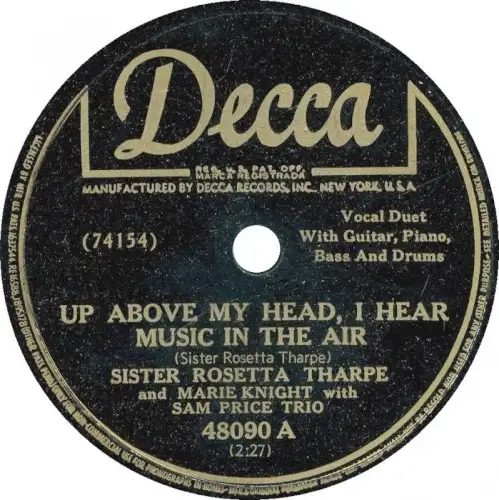 Decca
REG. U.S. PAT. OFF.
MARCA REGISTRADA
MANUFACTURED BY DECCA RECORDS, INC., NEW YORK, U.S.A.
(74154)
Vocal Duet
With Guitar, Piano,
Bass And Drums
UP ABOVE MY HEAD, I HEAR
MUSIC IN THE AIR
(Sister Rosetta Tharpe)
SISTER ROSETTA THARPE
and MARIE KNIGHT with
SAM PRICE TRIO
48090 A
(2:27)